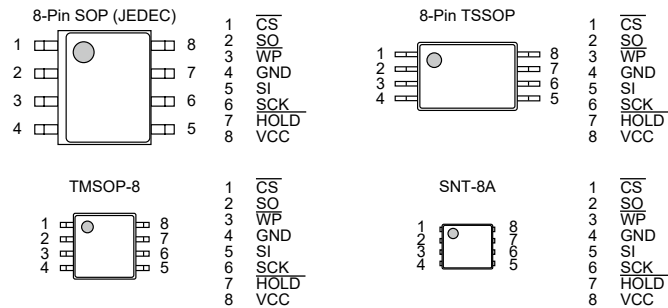 8-Pin SOP (JEDEC)
1 8
2 7
3 6
4 5
1 CS
2 SO
3 WP
4 GND
5 SI
6 SCK
7 HOLD
8 VCC
8-Pin TSSOP
1 8
2 7
3 6
4 5
1 CS
2 SO
3 WP
4 GND
5 SI
6 SCK
7 HOLD
8 VCC
TMSOP-8
1 8
2 7
3 6
4 5
1 CS
2 SO
3 WP
4 GND
5 SI
6 SCK
7 HOLD
8 VCC
SNT-8A
1 8
2 7
3 6
4 5
1 CS
2 SO
3 WP
4 GND
5 SI
6 SCK
7 HOLD
8 VCC